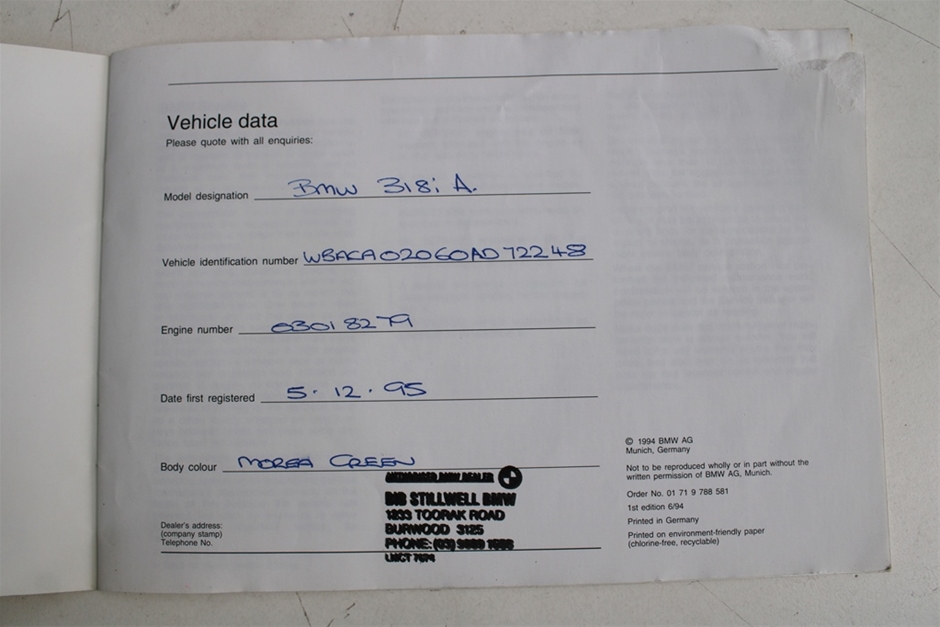 Vehicle data
Please quote with all enquiries:
Model designation BMW 318i A.
Vehicle identification number WBACA02060AD72248
Engine number 03018279
Date first registered 5.12.95
Body colour MOREA GREEN
AUTHORISED BMW DEALER
BIB STILLWELL BMW
1233 TOORAK ROAD
BURWOOD 3125
PHONE: (03)
LMCT
Dealer's address:
(company stamp)
Telephone No.
© 1994 BMW AG
Munich, Germany
Not to be reproduced wholly or in part without the
written permission of BMW AG, Munich.
Order No. 01 71 9 788 581
1st edition 6/94
Printed in Germany
Printed on environment-friendly paper
(chlorine-free, recyclable)